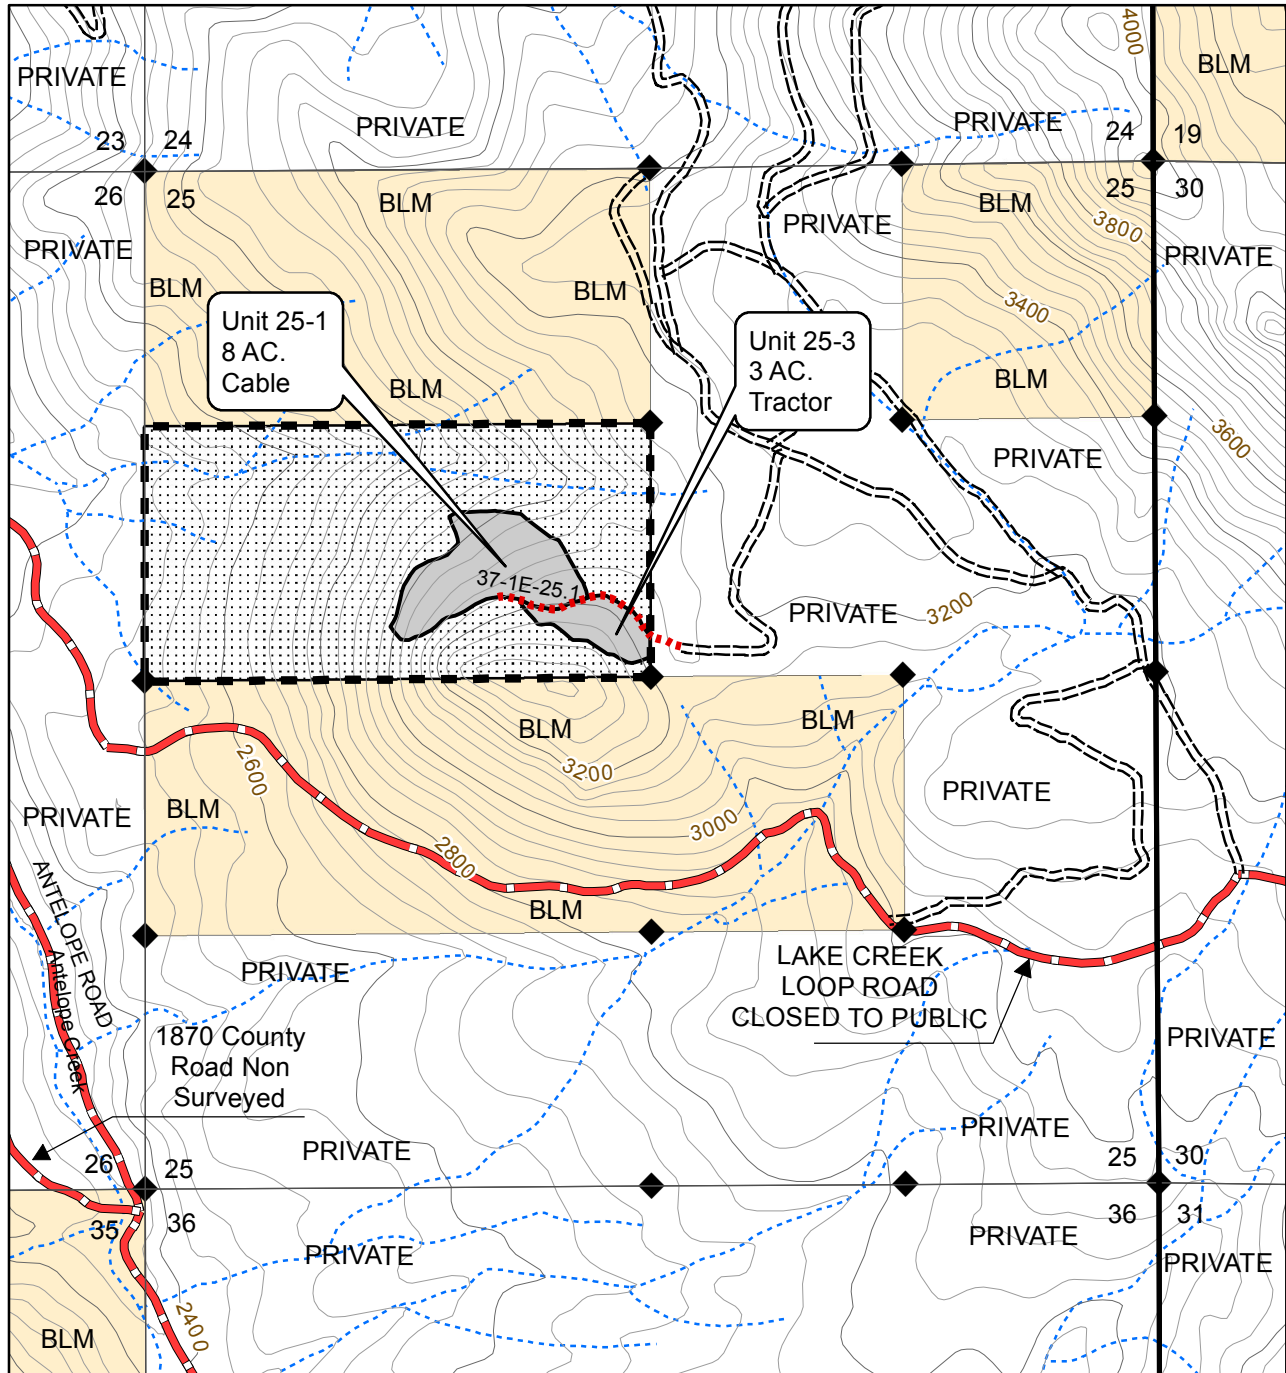 4000
BLM
PRIVATE
PRIVATE
PRIVATE
23
24
24
19
26
25
25
30
BLM
PRIVATE
BLM
PRIVATE
3800
PRIVATE
BLM
BLM
3400
Unit 25-1
8 AC.
Cable
Unit 25-3
3 AC.
Tractor
BLM
BLM
3600
PRIVATE
37-1E-25.1
PRIVATE
3200
BLM
BLM
3200
2600
PRIVATE
BLM
PRIVATE
3000
2800
BLM
ANTELOPE ROAD
Antelope Creek
PRIVATE
LAKE CREEK
LOOP ROAD
CLOSED TO PUBLIC
1870 County
Road Non
Surveyed
PRIVATE
PRIVATE
PRIVATE
26
25
25
30
35
36
36
31
PRIVATE
PRIVATE
PRIVATE
2400
BLM